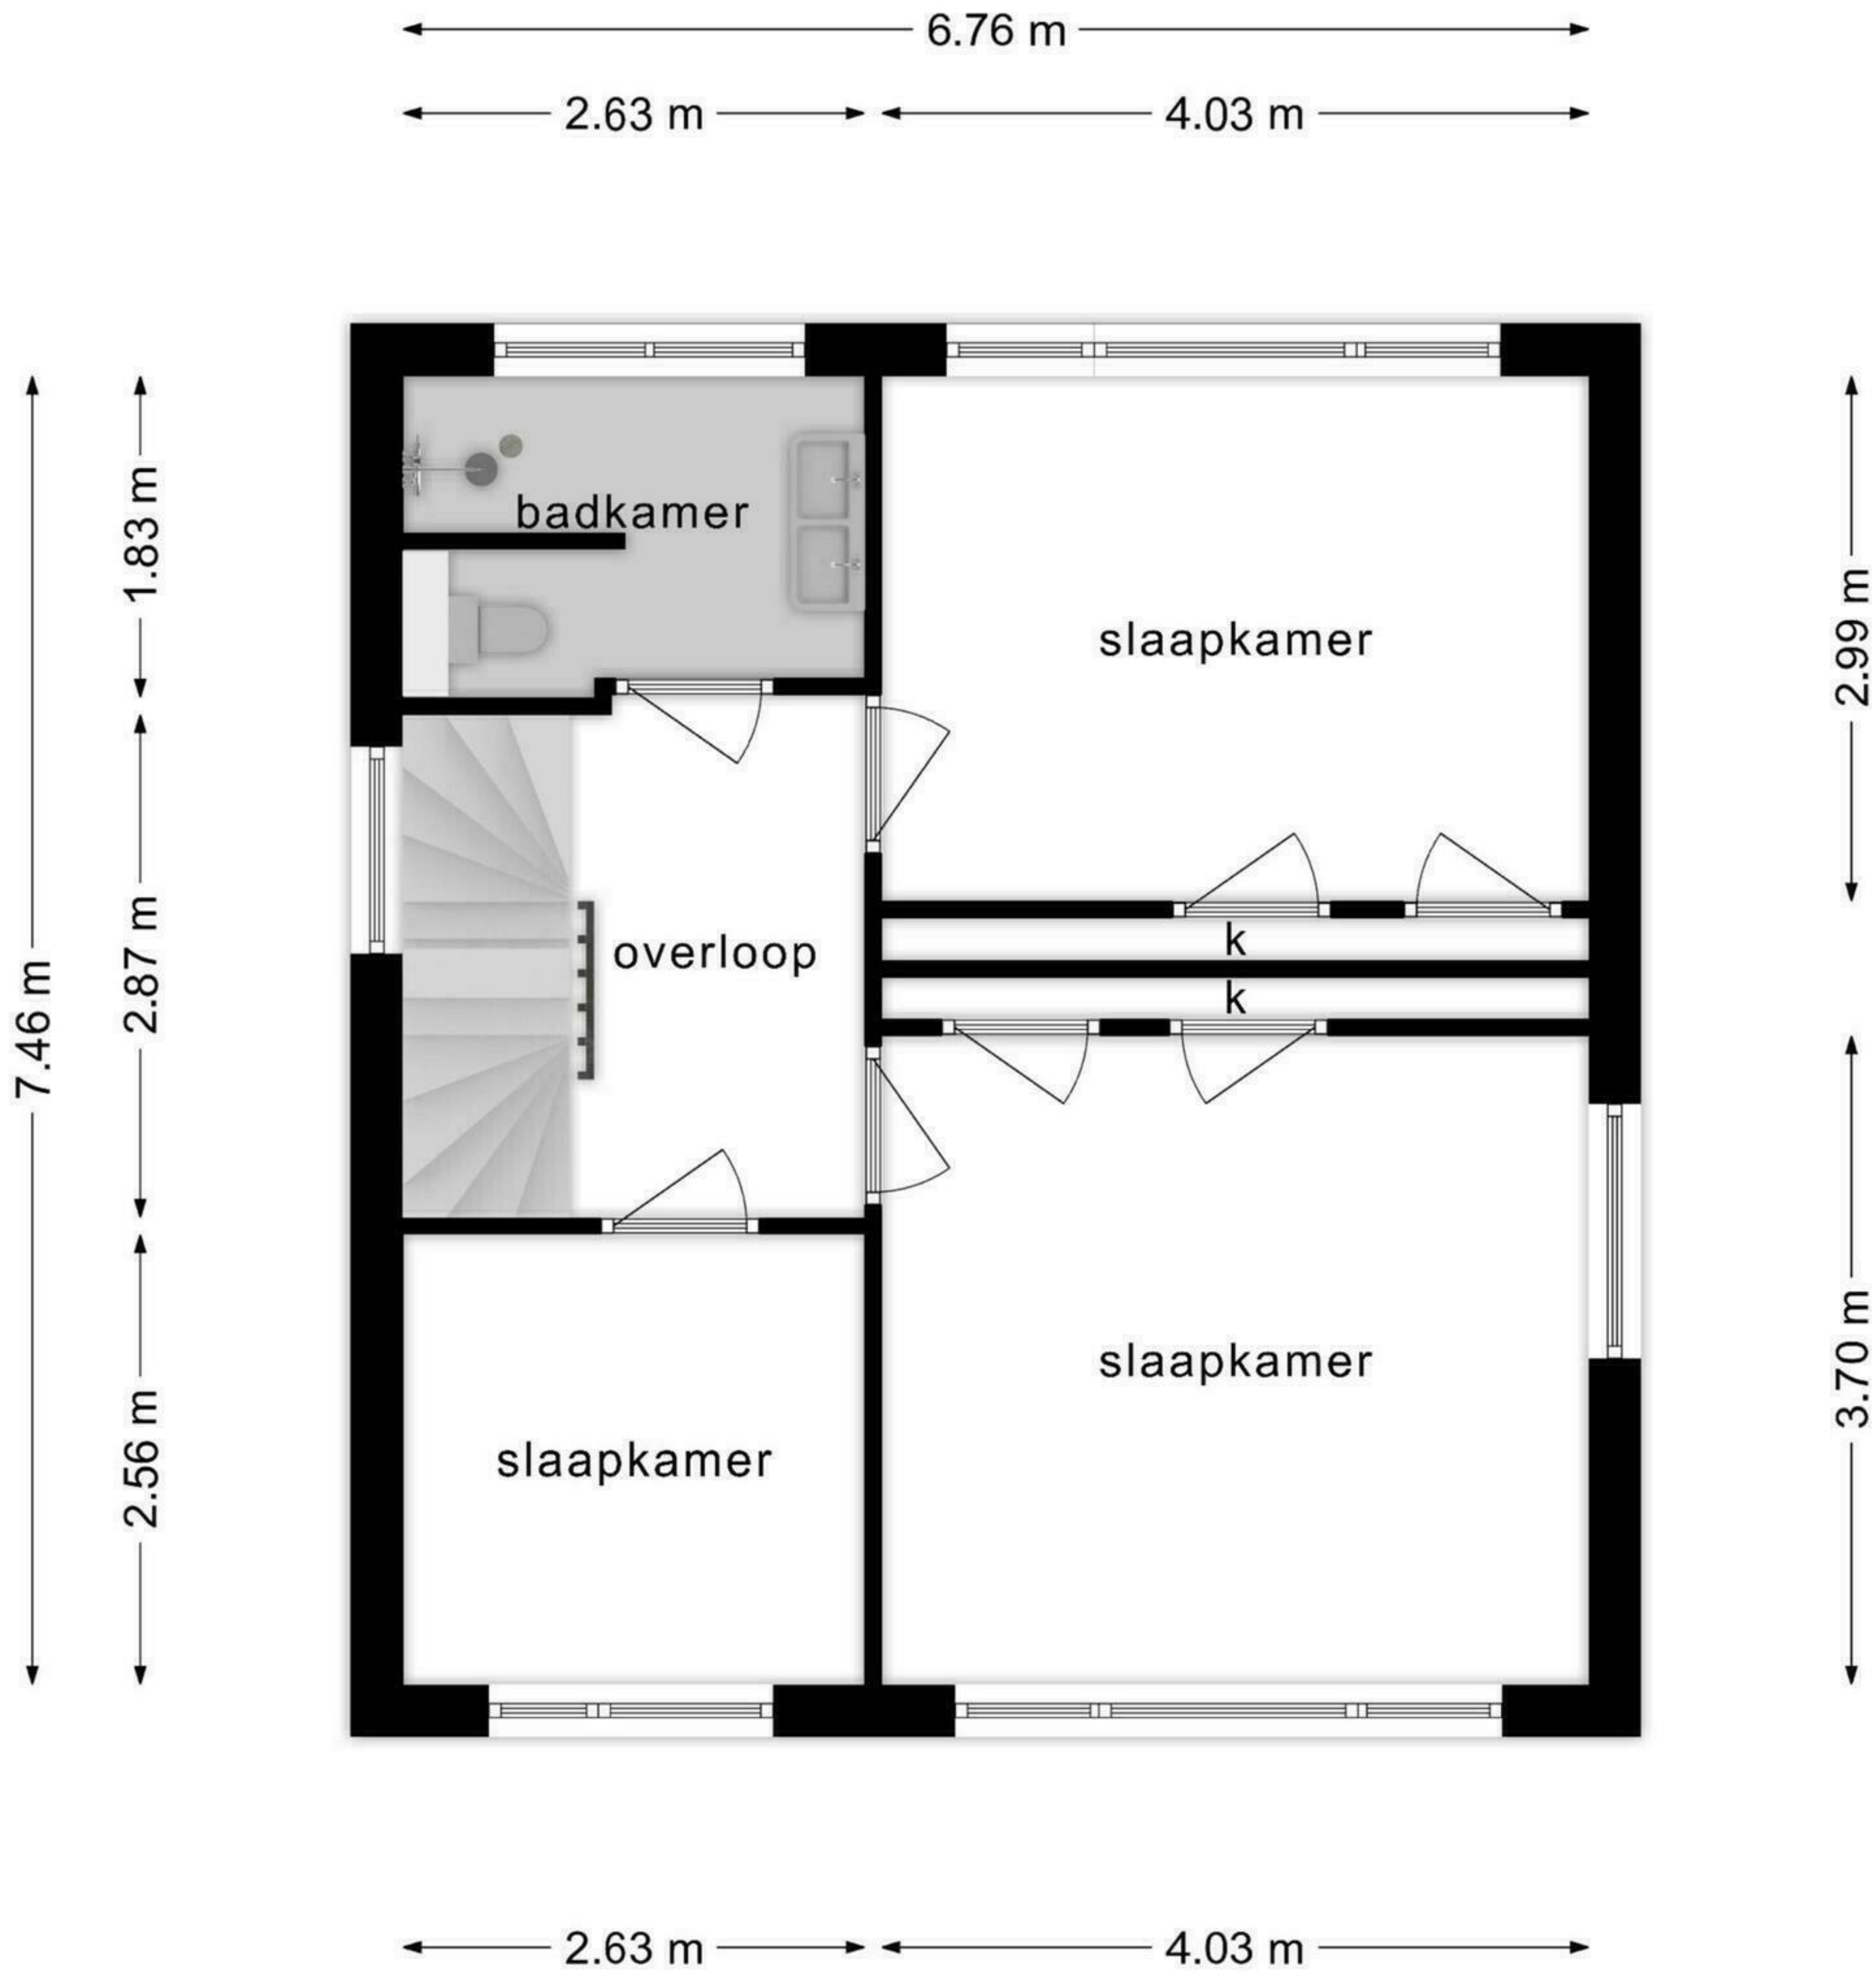 6.76 m
2.63 m
4.03 m
badkamer
slaapkamer
1.83 m
2.99 m
overloop
k
k
2.87 m
7.46 m
slaapkamer
3.70 m
slaapkamer
2.56 m
2.63 m
4.03 m